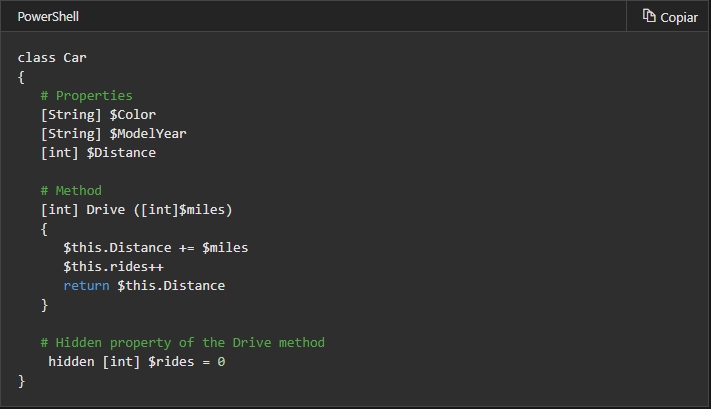 PowerShell
Copiar
class Car
{
# Properties
[String] $Color
[String] $ModelYear
[int] $Distance
# Method
[int] Drive ([int]$miles)
{
$this.Distance += $miles
$this.rides++
return $this.Distance
}
# Hidden property of the Drive method
hidden [int] $rides = 0
}